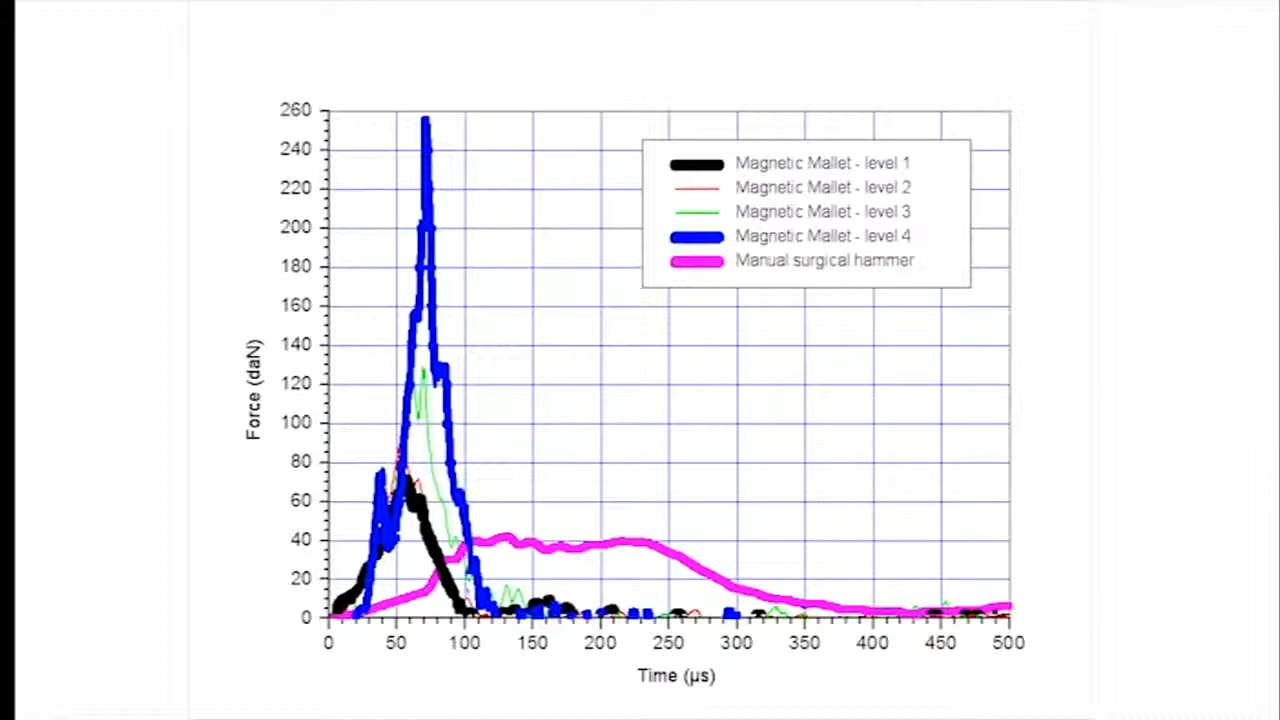 260
240
220
200
180
160
140
120
100
80
60
40
20
0
Force (daN)
Magnetic Mallet - level 1
Magnetic Mallet - level 2
Magnetic Mallet - level 3
Magnetic Mallet - level 4
Manual surgical hammer
0 50 100 150 200 250 300 350 400 450 500
Time (µs)